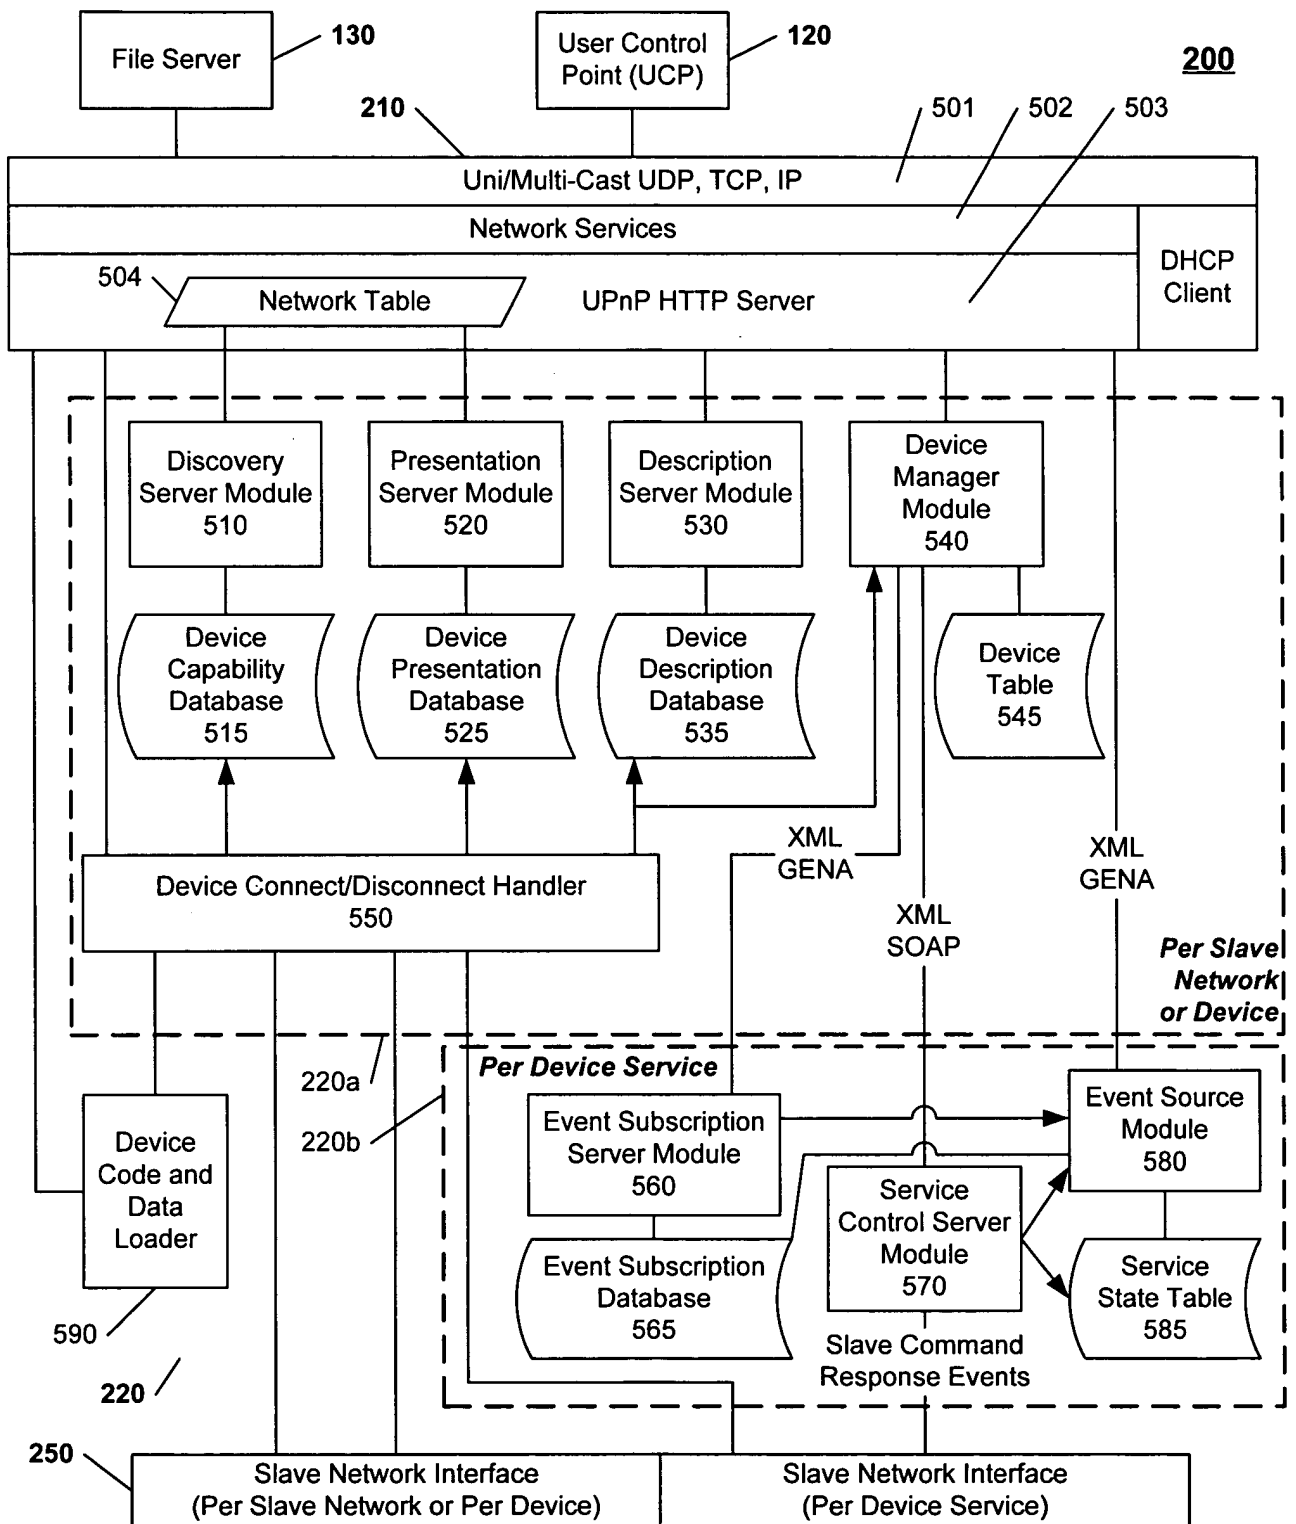 File Server
130
User Control
Point (UCP)
120
200
210
501
502
503
Uni/Multi-Cast UDP, TCP, IP
Network Services
DHCP
Client
504
Network Table
UPnP HTTP Server
Discovery
Server Module
510
Presentation
Server Module
520
Description
Server Module
530
Device
Manager
Module
540
Device
Capability
Database
515
Device
Presentation
Database
525
Device
Description
Database
535
Device
Table
545
XML
GENA
XML
GENA
XML
SOAP
Device Connect/Disconnect Handler
550
Per Slave
Network
or Device
220a
220b
Per Device Service
Device
Code and
Data
Loader
590
220
Event Subscription
Server Module
560
Event Source
Module
580
Service
Control Server
Module
570
Event Subscription
Database
565
Service
State Table
585
Slave Command
Response Events
250
Slave Network Interface
(Per Slave Network or Per Device)
Slave Network Interface
(Per Device Service)